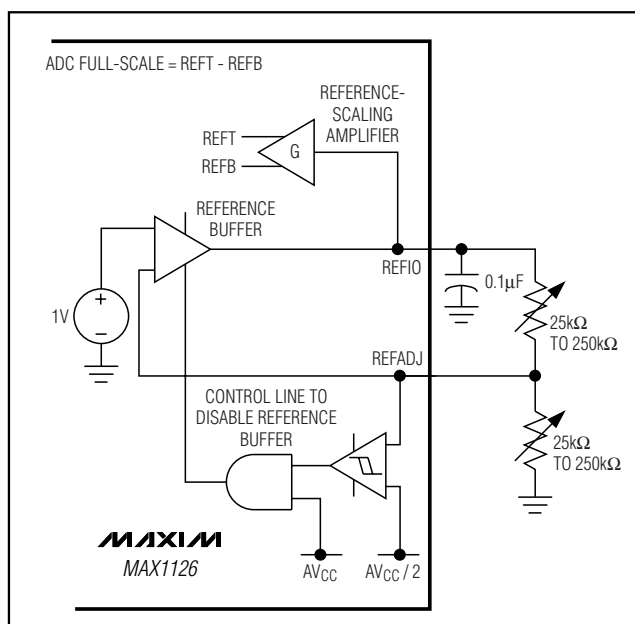 ADC FULL-SCALE = REFT - REFB
REFERENCE-
SCALING
AMPLIFIER
REFT
REFB
G
REFERENCE
BUFFER
REFIO
0.1μF
25kΩ
TO 250kΩ
1V
+
−
REFADJ
CONTROL LINE TO
DISABLE REFERENCE
BUFFER
25kΩ
TO 250kΩ
MAXIM
MAX1126
AVCC
AVCC / 2